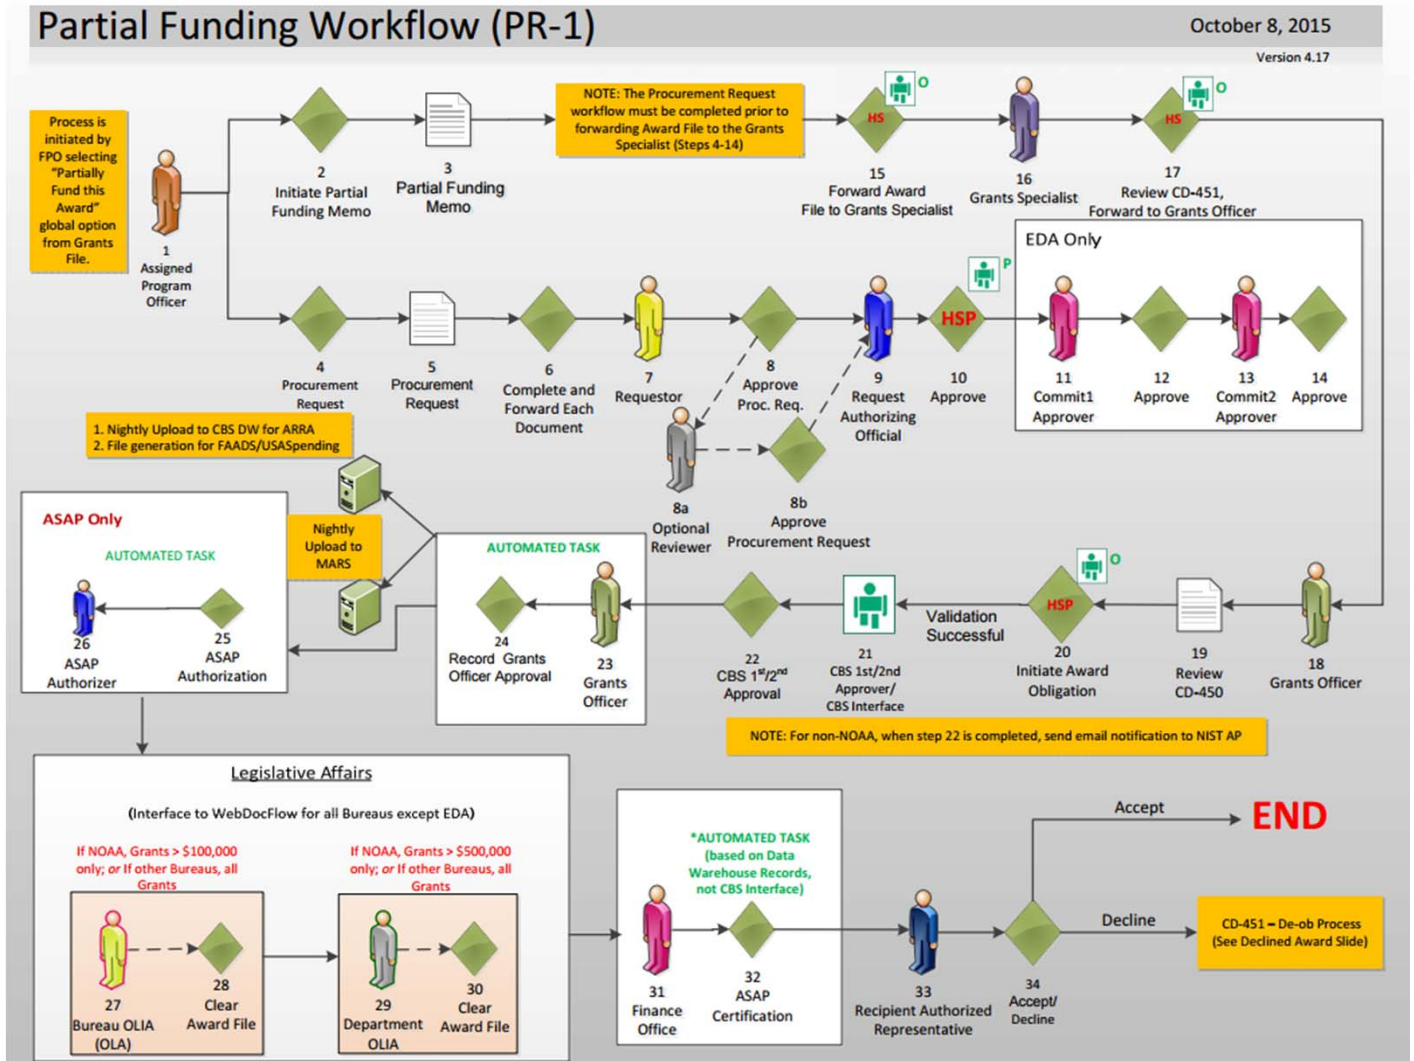 Partial Funding Workflow (PR-1)
October 8, 2015
Version 4.17
Process is
initiated by
FPO selecting
"Partially
Fund this
Award"
global option
from Grants
File.
1
Assigned
Program
Officer
2
Initiate Partial
Funding Memo
3
Partial Funding
Memo
NOTE: The Procurement Request
workflow must be completed prior to
forwarding Award File to the Grants
Specialist (Steps 4-14)
HS
O
15
Forward Award
File to Grants Specialist
16
Grants Specialist
HS
O
17
Review CD-451,
Forward to Grants Officer
4
Procurement
Request
5
Procurement
Request
6
Complete and
Forward Each
Document
7
Requestor
8
Approve
Proc. Req.
8a
Optional
Reviewer
8b
Approve
Procurement Request
9
Request
Authorizing
Official
HSP
P
10
Approve
EDA Only
11
Commit1
Approver
12
Approve
13
Commit2
Approver
14
Approve
1. Nightly Upload to CBS DW for ARRA
2. File generation for FAADS/USASpending
Nightly
Upload to
MARS
ASAP Only
AUTOMATED TASK
26
ASAP
Authorizer
25
ASAP
Authorization
AUTOMATED TASK
24
Record Grants
Officer Approval
23
Grants
Officer
22
CBS 1st/2nd
Approval
21
CBS 1st/2nd
Approver/
CBS Interface
Validation
Successful
HSP
O
20
Initiate Award
Obligation
19
Review
CD-450
18
Grants Officer
NOTE: For non-NOAA, when step 22 is completed, send email notification to NIST AP
Legislative Affairs
(Interface to WebDocFlow for all Bureaus except EDA)
If NOAA, Grants > $100,000
only; or If other Bureaus, all
Grants
27
Bureau OLIA
(OLA)
28
Clear
Award File
If NOAA, Grants > $500,000
only; or If other Bureaus, all
Grants
29
Department
OLIA
30
Clear
Award File
31
Finance
Office
*AUTOMATED TASK
(based on Data
Warehouse Records,
not CBS Interface)
32
ASAP
Certification
33
Recipient Authorized
Representative
34
Accept/
Decline
Accept
END
Decline
CD-451 – De-ob Process
(See Declined Award Slide)